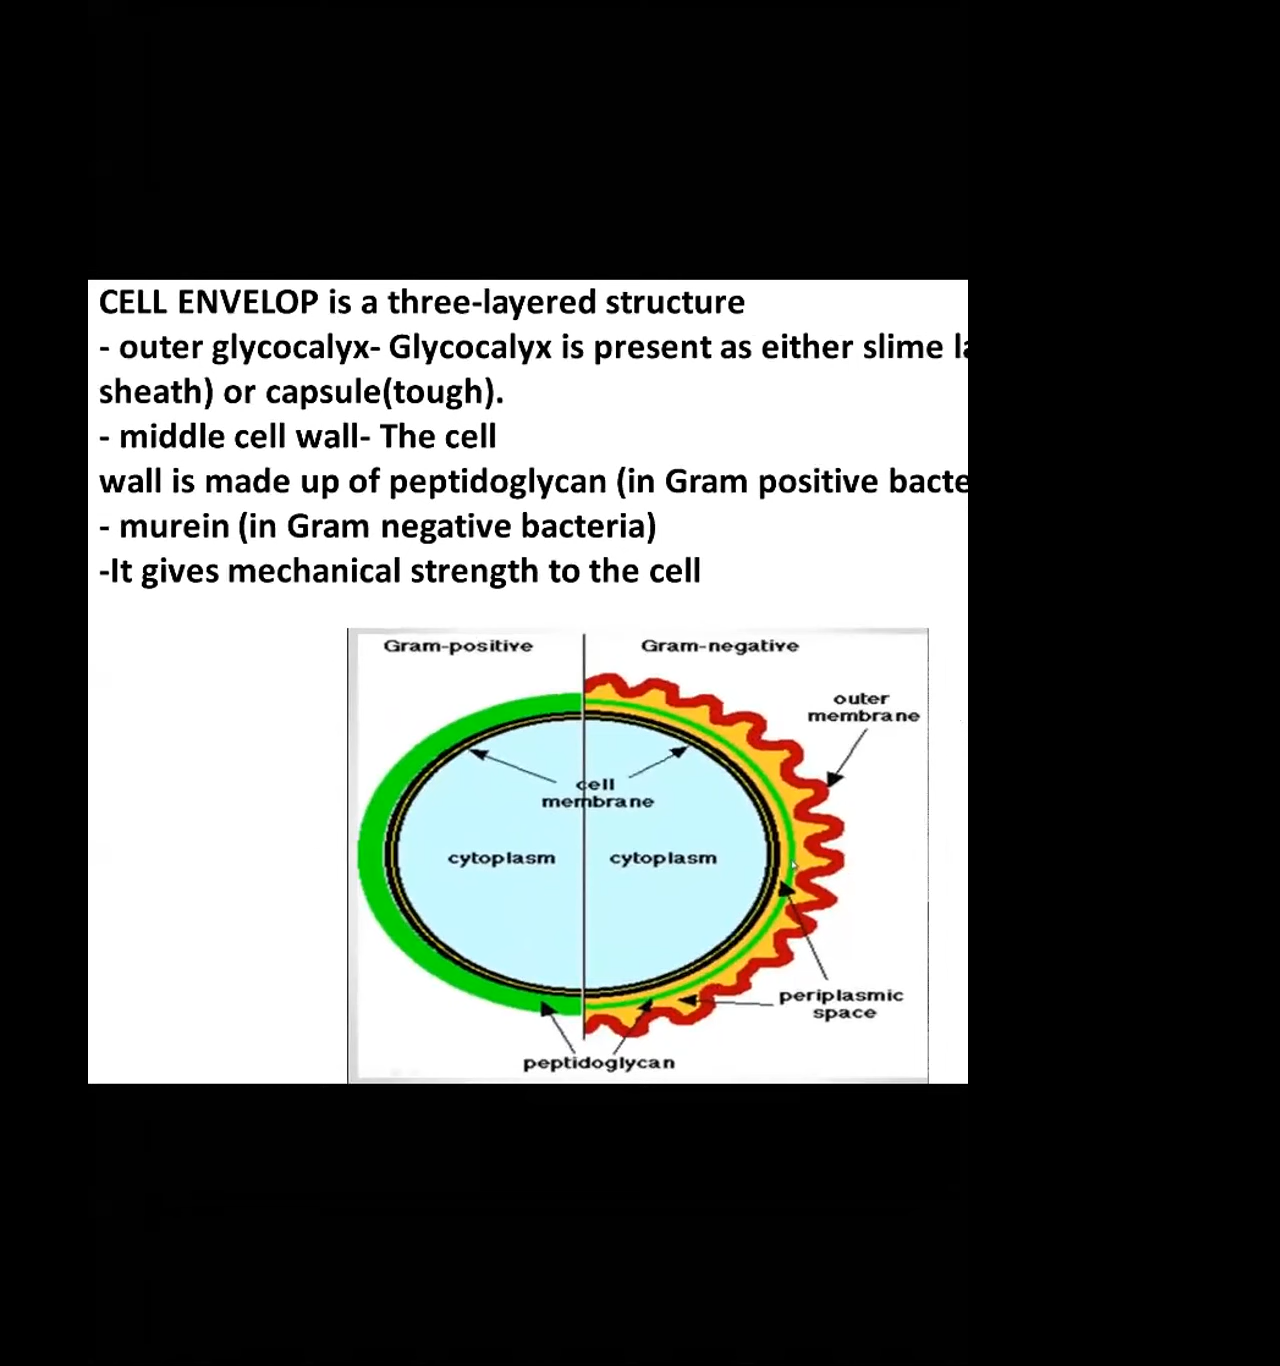 CELL ENVELOP is a three-layered structure
- outer glycocalyx- Glycocalyx is present as either slime
sheath) or capsule(tough).
- middle cell wall- The cell
wall is made up of peptidoglycan (in Gram positive
- murein (in Gram negative bacteria)
-It gives mechanical strength to the cell
Gram-positive
Gram-negative
outer
membrane
cell
membrane
cytoplasm
cytoplasm
periplasmic
space
peptidoglycan